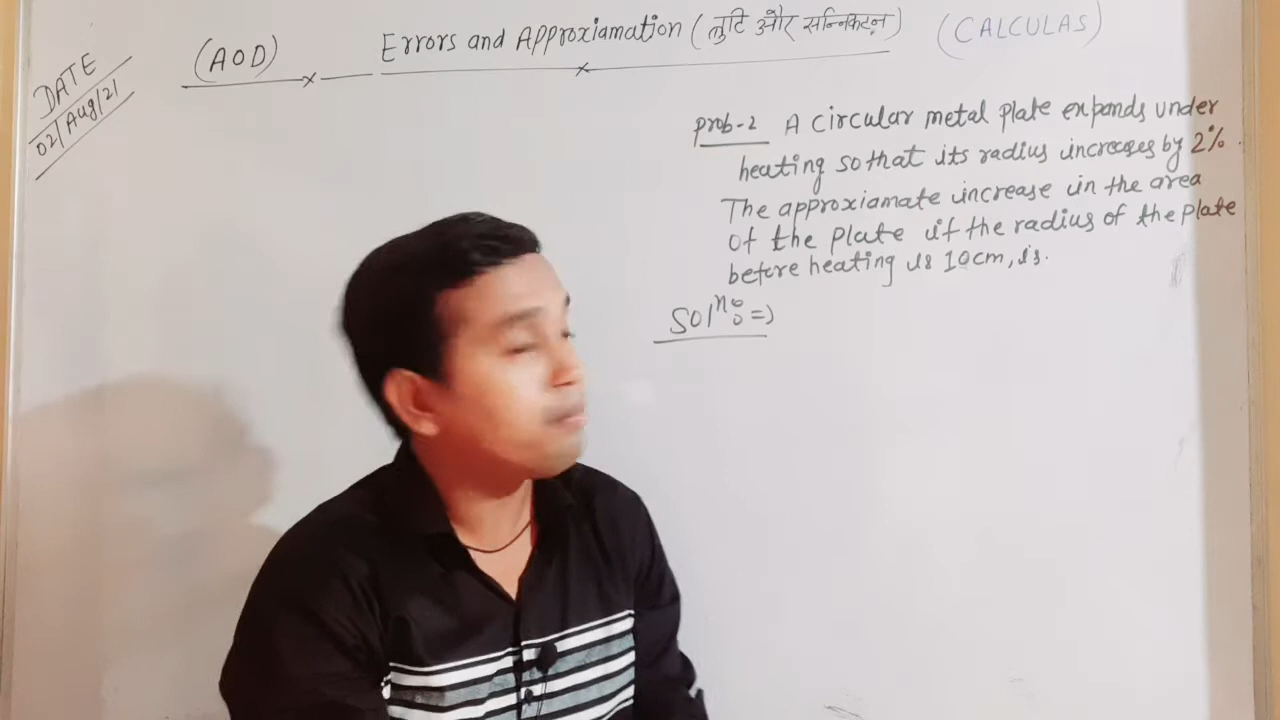 (AOD) Errors and Approxiamation (त्रुटि और सन्निकटन) (CALCULAS)
DATE
02/Aug/21
Prob-2 A circular metal plate expands under
heating so that its radius increases by 2%.
The approxiamate increase in the area
of the plate if the radius of the plate
before heating is 10cm, is.
Solⁿ: =>